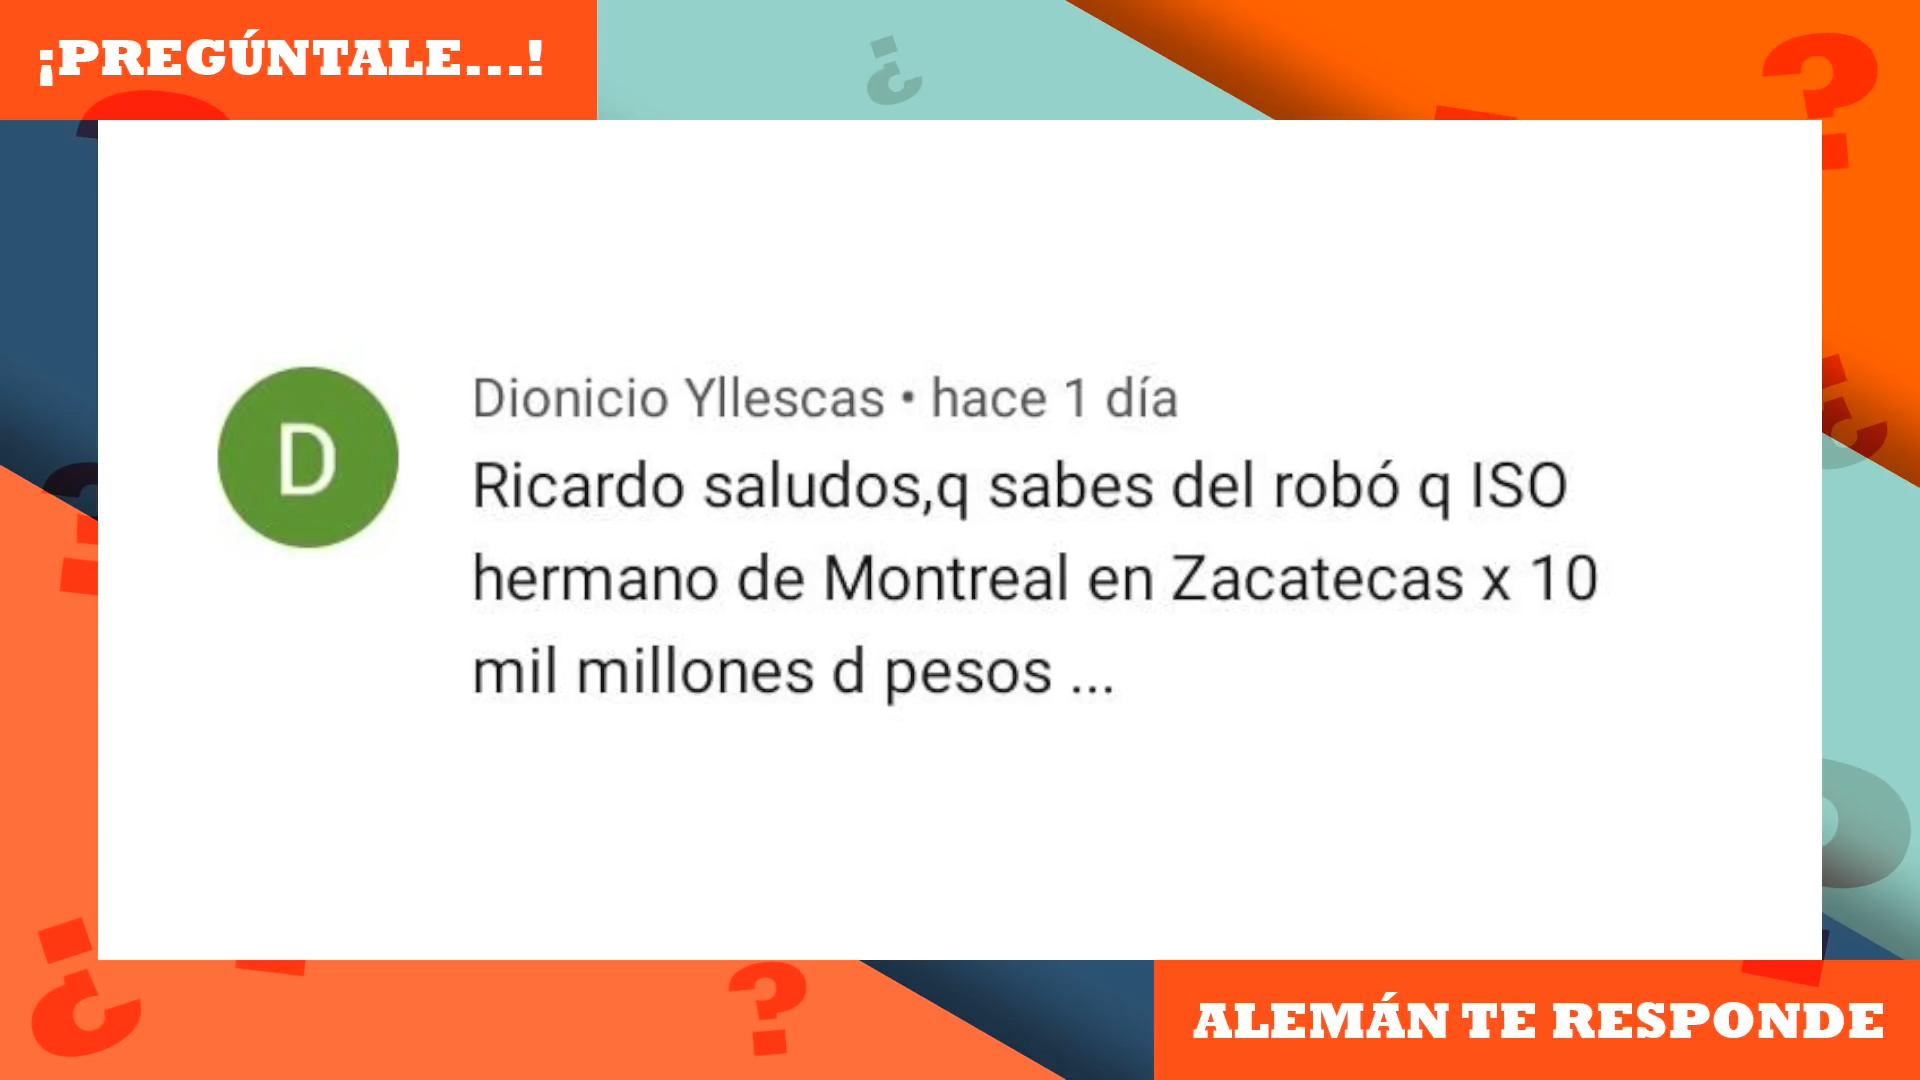 ¡PREGÚNTALE...!
D
Dionicio Yllescas • hace 1 día
Ricardo saludos,q sabes del robó q ISO
hermano de Montreal en Zacatecas x 10
mil millones d pesos ...
ALEMÁN TE RESPONDE